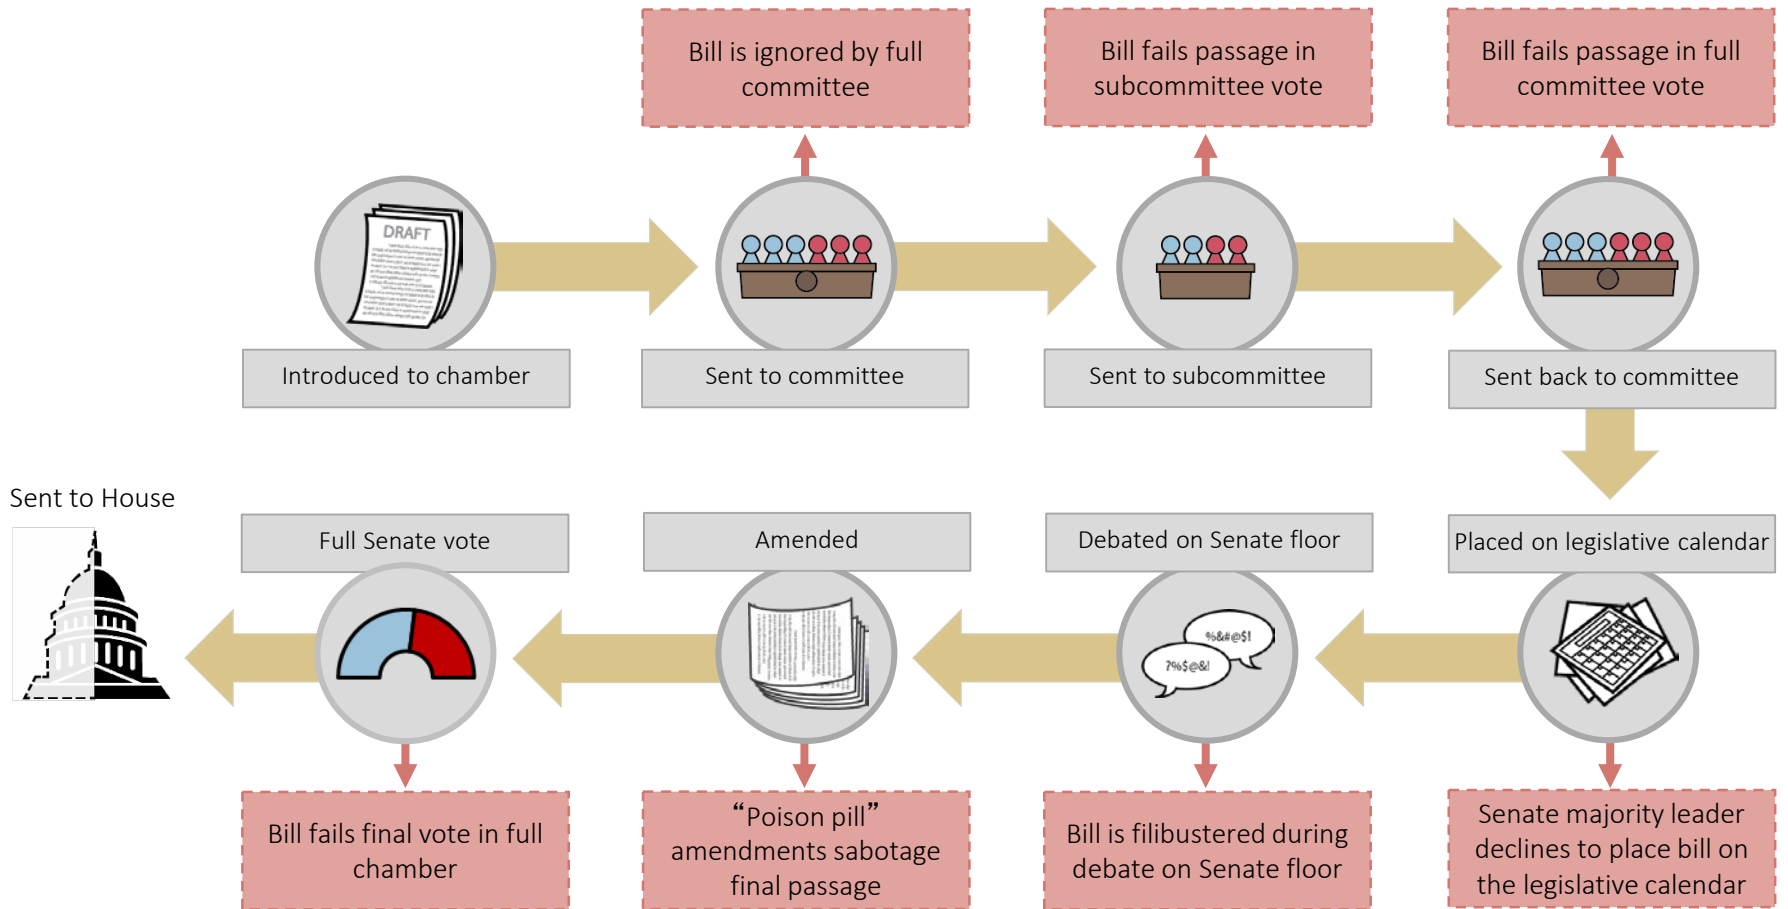 Bill is ignored by full
committee
Bill fails passage in
subcommittee vote
Bill fails passage in full
committee vote
DRAFT
Introduced to chamber
Sent to committee
Sent to subcommittee
Sent back to committee
Sent to House
Full Senate vote
Amended
Debated on Senate floor
Placed on legislative calendar
%&#@$!
?%$@&!
Bill fails final vote in full
chamber
“Poison pill”
amendments sabotage
final passage
Bill is filibustered during
debate on Senate floor
Senate majority leader
declines to place bill on
the legislative calendar